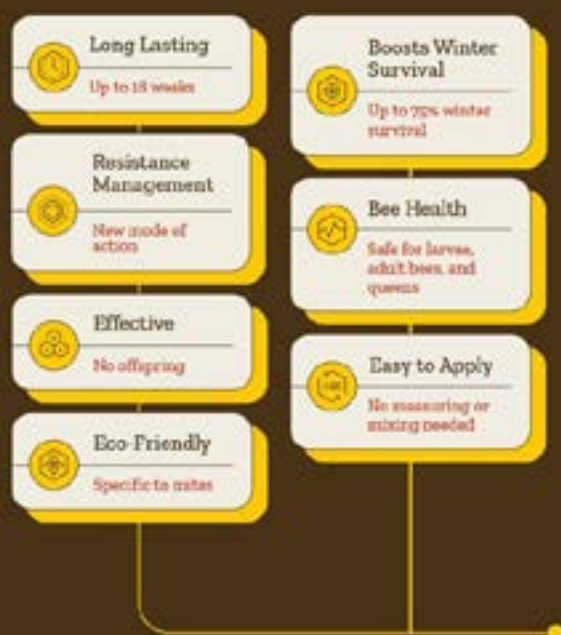 Long Lasting
Up to 18 weeks
Resistance
Management
New mode of
action
Effective
No offspring
Eco-Friendly
Specific to mites
Boosts Winter
Survival
Up to 75% winter
survival
Bee Health
Safe for larvae,
adult bees, and
queens
Easy to Apply
No measuring or
mixing needed